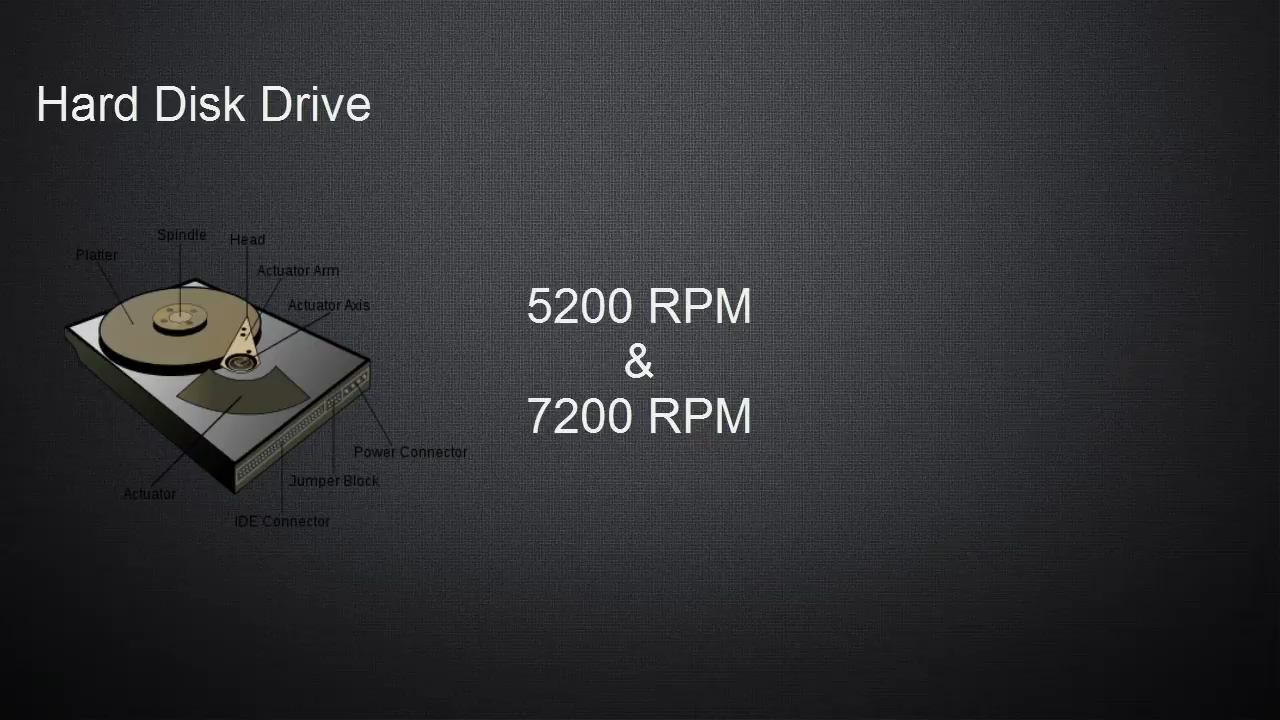 Hard Disk Drive
Spindle
Head
Platter
Actuator Arm
Actuator Axis
5200 RPM
&
7200 RPM
Power Connector
Jumper Block
Actuator
IDE Connector